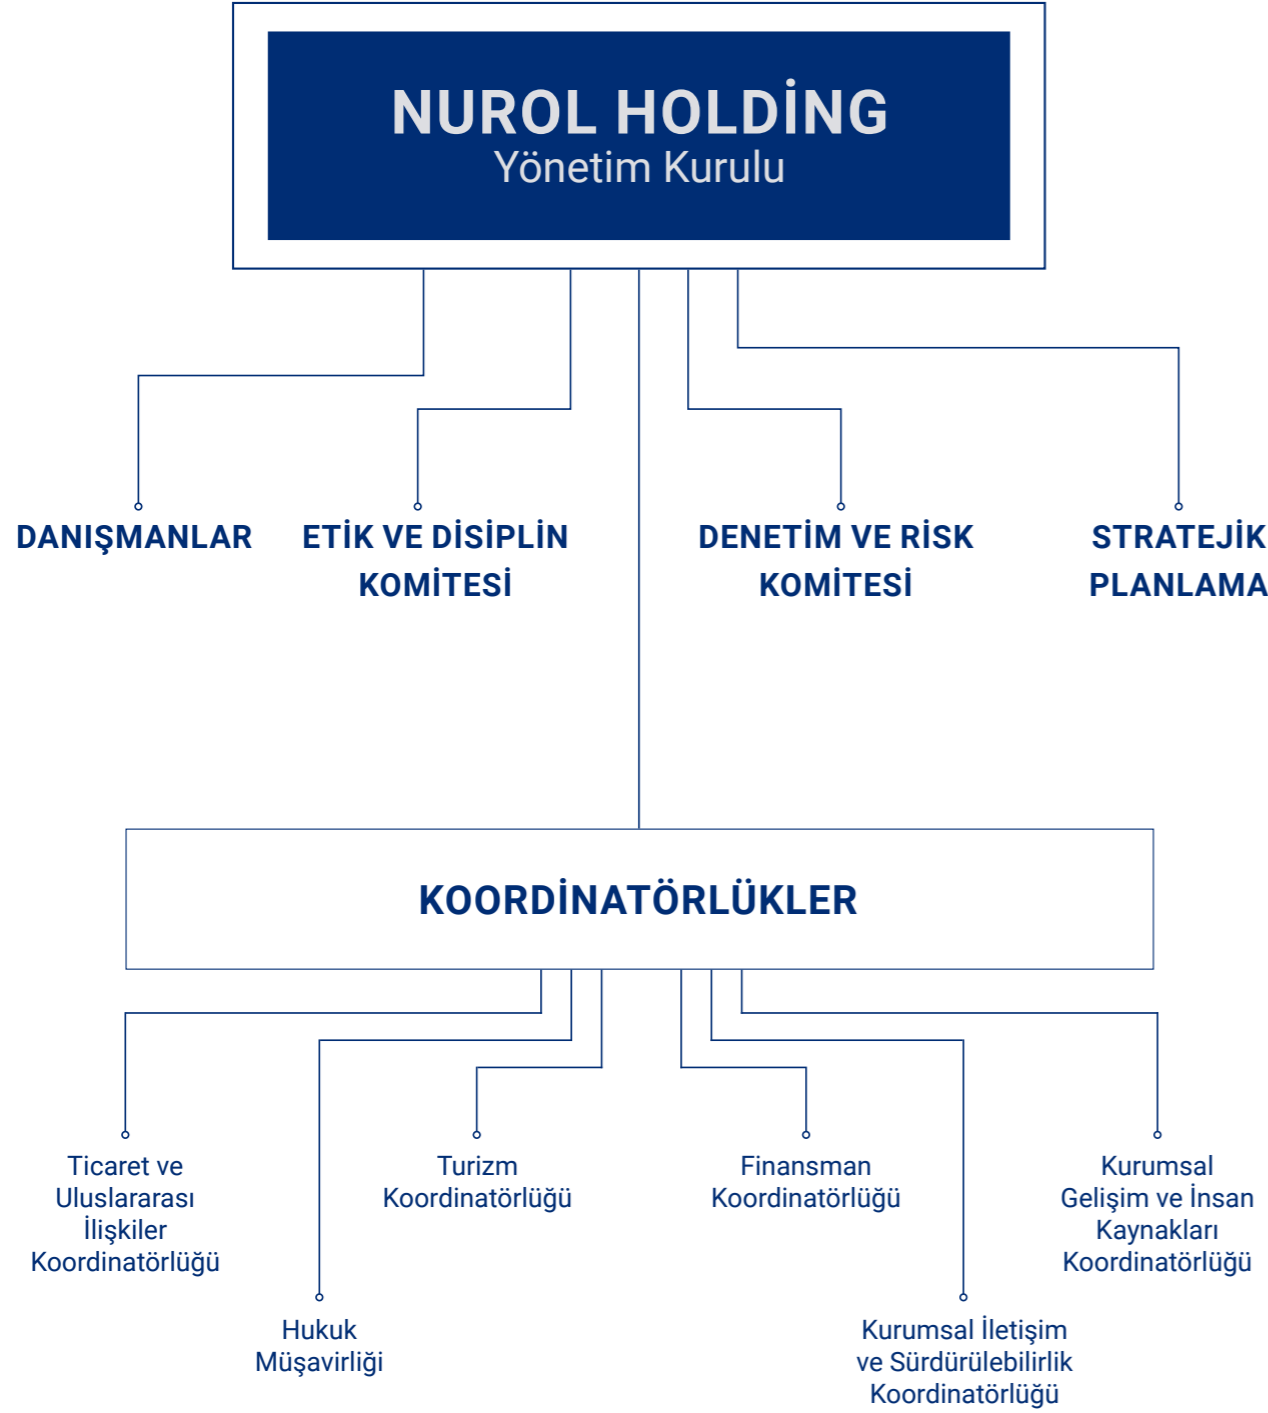 NUROL HOLDİNG
Yönetim Kurulu
DANIŞMANLAR
ETİK VE DİSİPLİN
KOMİTESİ
DENETİM VE RİSK
KOMİTESİ
STRATEJİK
PLANLAMA
KOORDİNATÖRLÜKLER
Ticaret ve
Uluslararası
İlişkiler
Koordinatörlüğü
Hukuk
Müşavirliği
Turizm
Koordinatörlüğü
Finansman
Koordinatörlüğü
Kurumsal İletişim
ve Sürdürülebilirlik
Koordinatörlüğü
Kurumsal
Gelişim ve İnsan
Kaynakları
Koordinatörlüğü